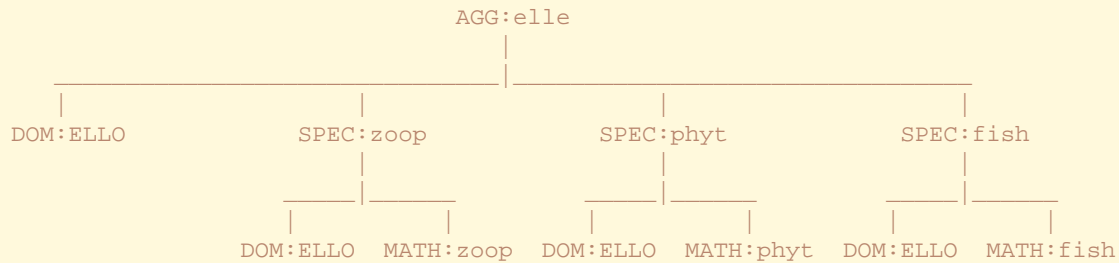 AGG:elle
DOM:ELLO SPEC:zoop SPEC:phyt SPEC:fish
DOM:ELLO MATH:zoop DOM:ELLO MATH:phyt DOM:ELLO MATH:fish